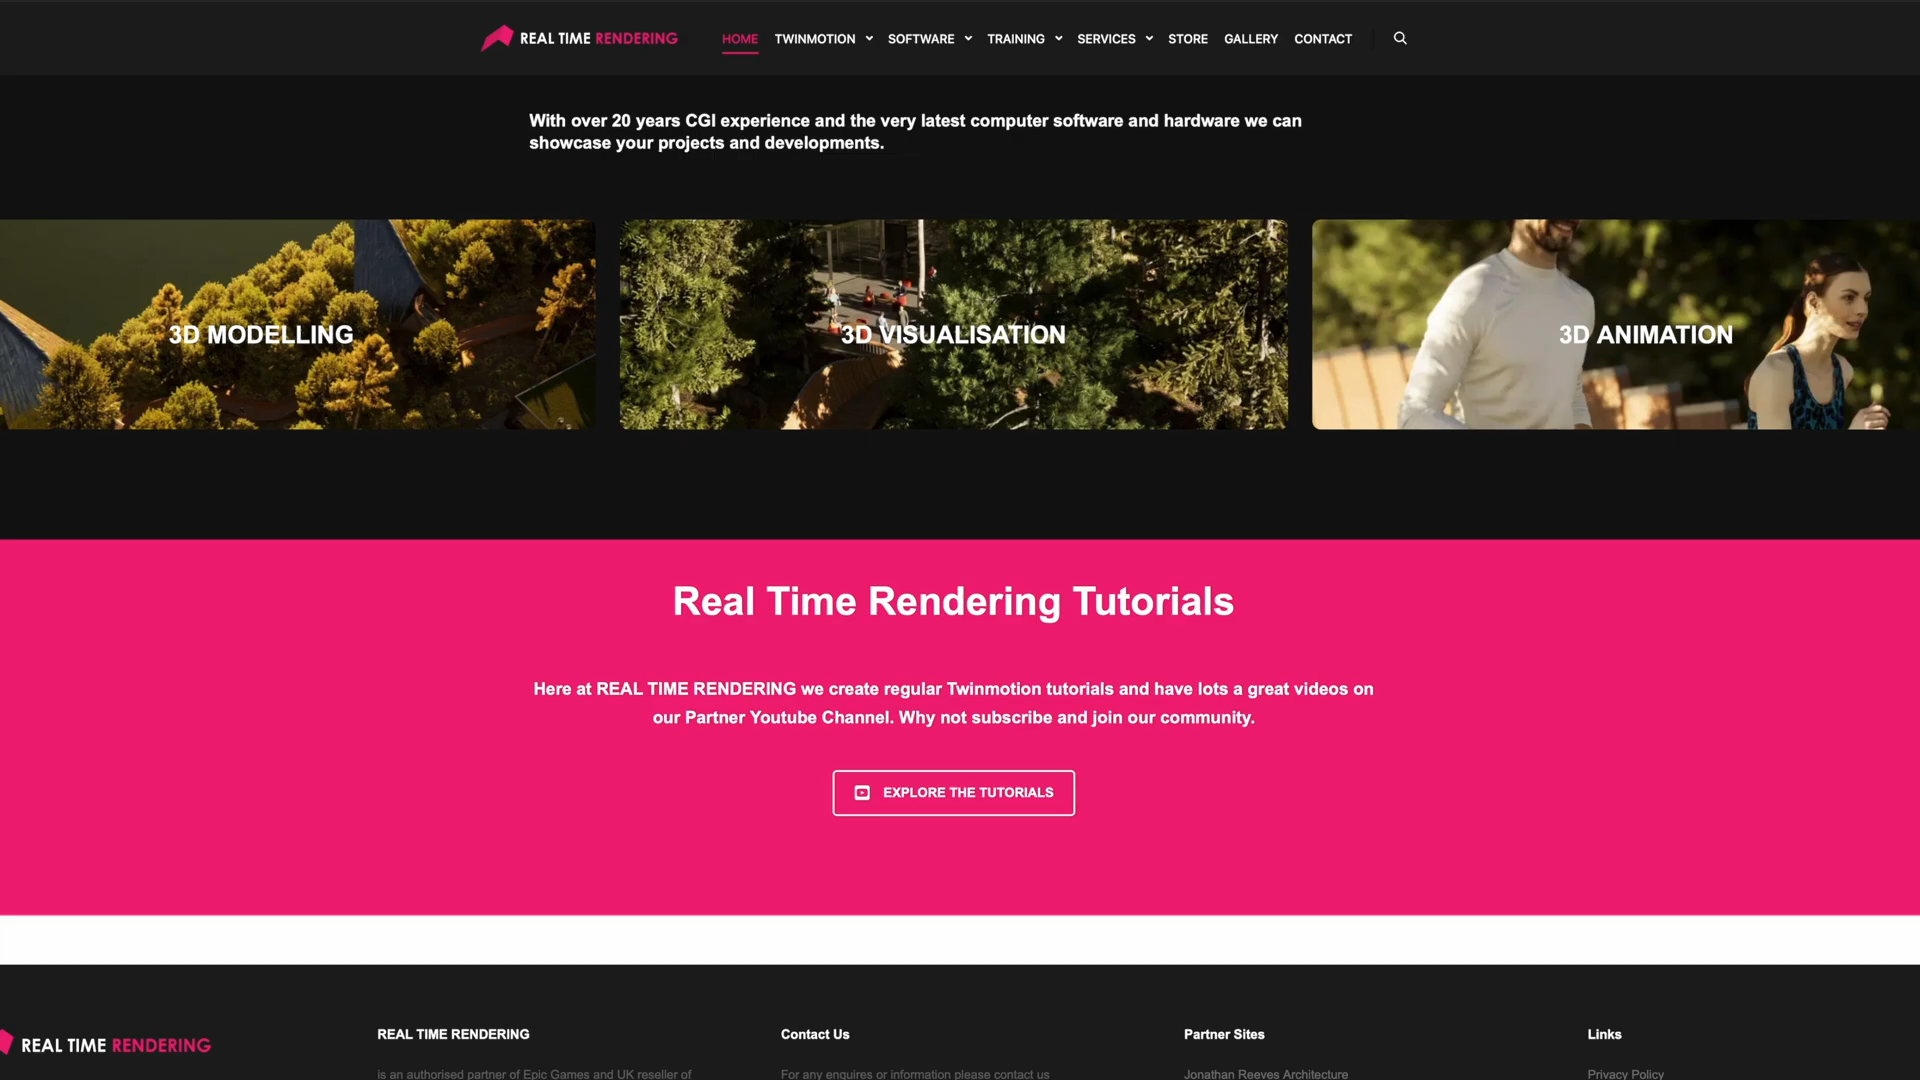 REAL TIME RENDERING
HOME TWINMOTION SOFTWARE TRAINING SERVICES STORE GALLERY CONTACT
With over 20 years CGI experience and the very latest computer software and hardware we can
showcase your projects and developments.
3D MODELLING
3D VISUALISATION
3D ANIMATION
Real Time Rendering Tutorials
Here at REAL TIME RENDERING we create regular Twinmotion tutorials and have lots a great videos on
our Partner Youtube Channel. Why not subscribe and join our community.
EXPLORE THE TUTORIALS
REAL TIME RENDERING
REAL TIME RENDERING
is an authorised partner of Epic Games and UK reseller of
Contact Us
For any enquires or information please contact us
Partner Sites
Jonathan Reeves Architecture
Links
Privacy Policy